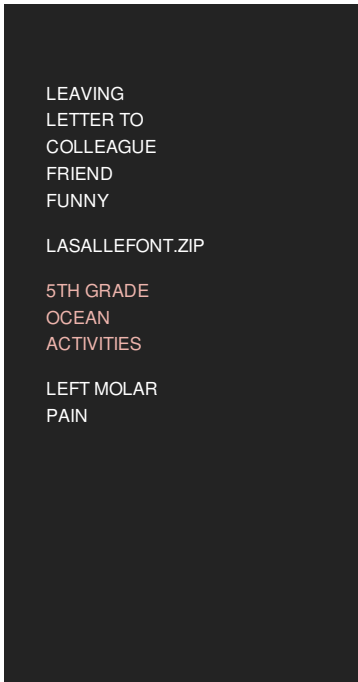 LEAVING
LETTER TO
COLLEAGUE
FRIEND
FUNNY
LASALLEFONT.ZIP
5TH GRADE
OCEAN
ACTIVITIES
LEFT MOLAR
PAIN